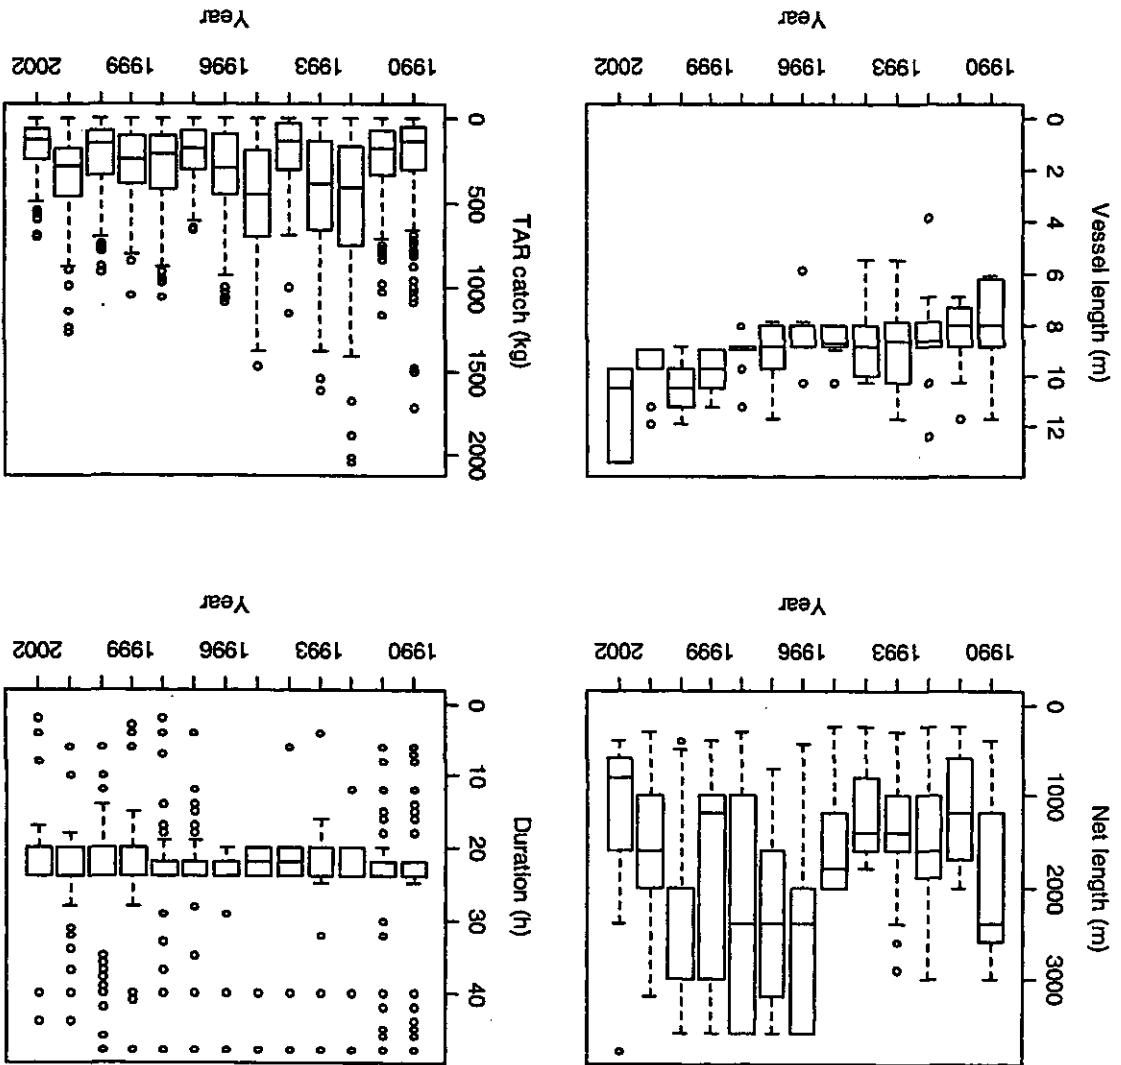 Net length (m)
3000
2000
1000
0
1990 1993 1996 1999 2002
Year
Duration (h)
40
30
20
10
0
1990 1993 1996 1999 2002
Year
Vessel length (m)
12
10
8
6
4
2
0
1990 1993 1996 1999 2002
Year
TAR catch (kg)
2000
1500
1000
500
0
1990 1993 1996 1999 2002
Year